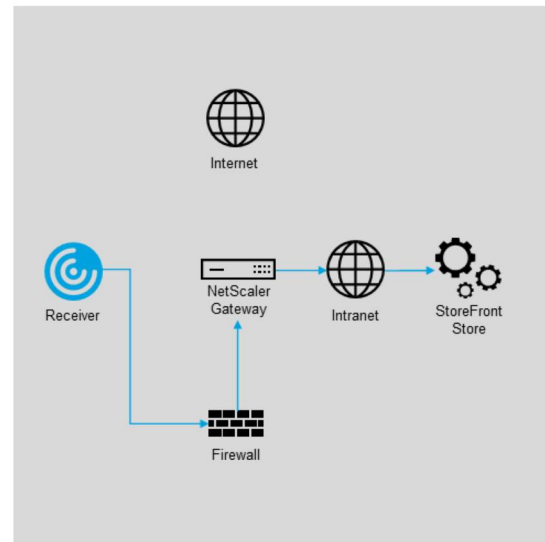 Internet
Receiver
NetScaler
Gateway
Intranet
StoreFront
Store
Firewall